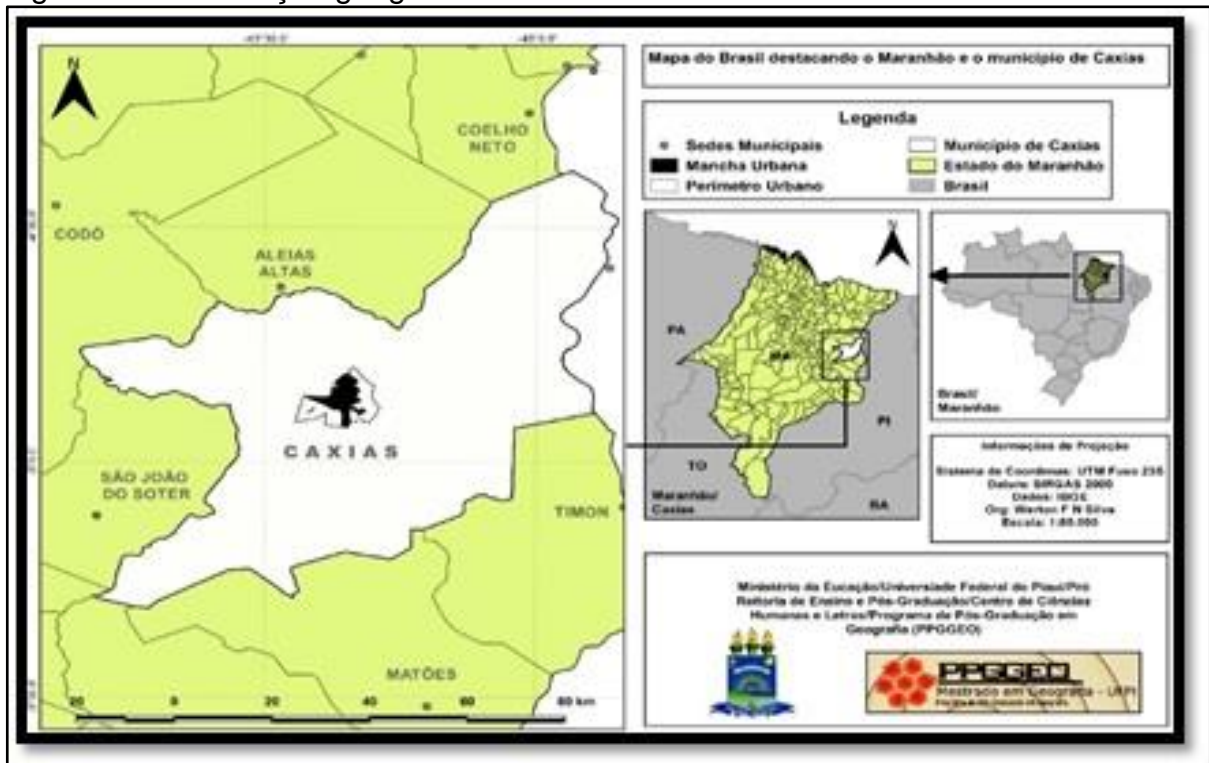 N
CODÓ
COELHO
NETO
ALEIAS
ALTAS
CAXIAS
SÃO JOÃO
DO SOTER
TIMON
MATÕES
20 0 20 40 60 80 km
Mapa do Brasil destacando o Maranhão e o município de Caxias
Legenda
Sedes Municipais
Mancha Urbana
Perímetro Urbano
Município de Caxias
Estado do Maranhão
Brasil
N
PA
MA
PI
TO
BA
Maranhão/
Caxias
Brasil/
Maranhão
Informações de Projeção
Sistema de Coordenas: UTM Fuso 23S
Datum: SIRGAS 2000
Dados: IBGE
Org: Werton F N Silva
Escala: 1:80.000
Ministério da Eucação/Universiade Federal do Piauí/Pró
Reitoria de Ensino e Pós-Graduação/Centro de Ciências
Humanas e Letras/Programa de Pós-Graduação em
Geografia (PPGGEO)
PPGGEO
Mestrado em Geografia - UFPI